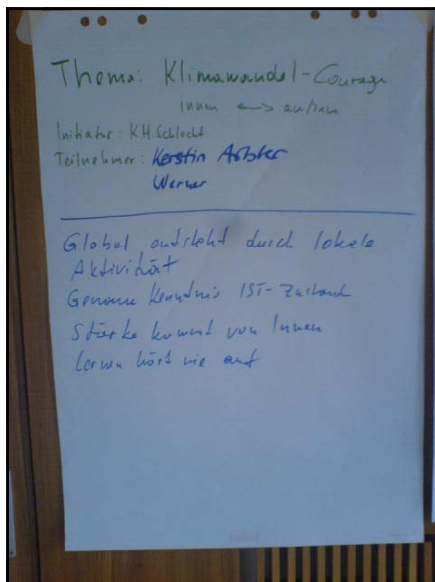 Thema: Klimawandel-Courage
innen aus außen
Initiator: K.H. Schlecht
Teilnehmer: Kerstin
Werner
Global entsteht durch lokale
Aktivität
Genaue Kenntnis IST-Zustand
Stärke kommt von Innen
Lernen hört nie auf